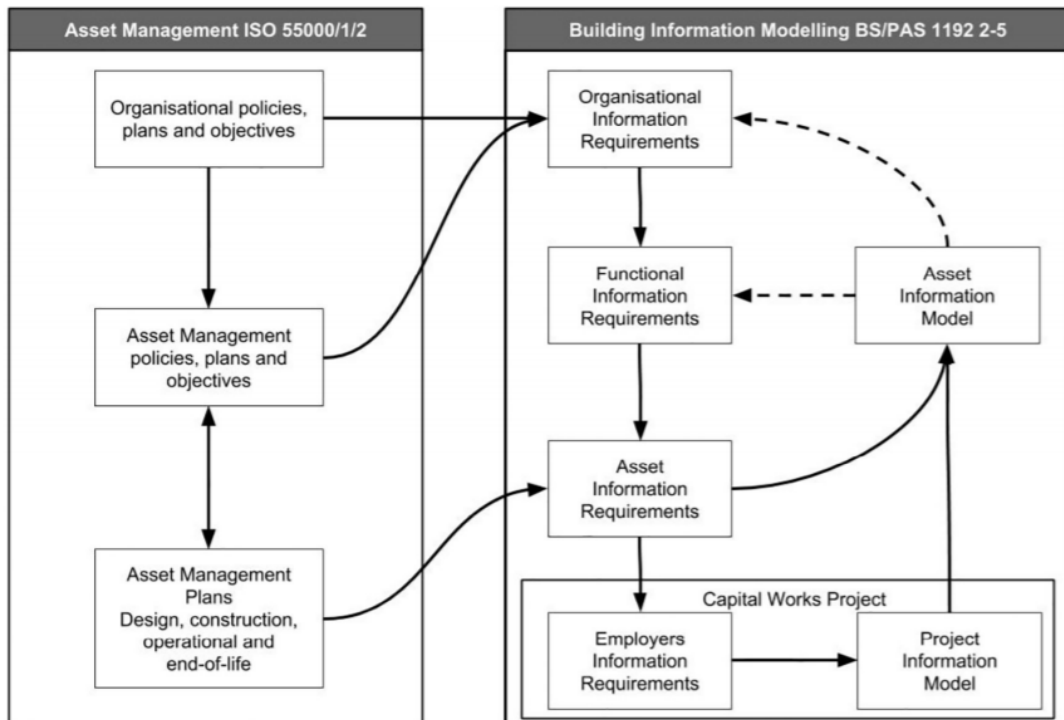 Asset Management ISO 55000/1/2
Organisational policies,
plans and objectives
Asset Management
policies, plans and
objectives
Asset Management
Plans
Design, construction,
operational and
end-of-life
Building Information Modelling BS/PAS 1192 2-5
Organisational
Information
Requirements
Functional
Information
Requirements
Asset
Information
Model
Asset
Information
Requirements
Capital Works Project
Employers
Information
Requirements
Project
Information
Model